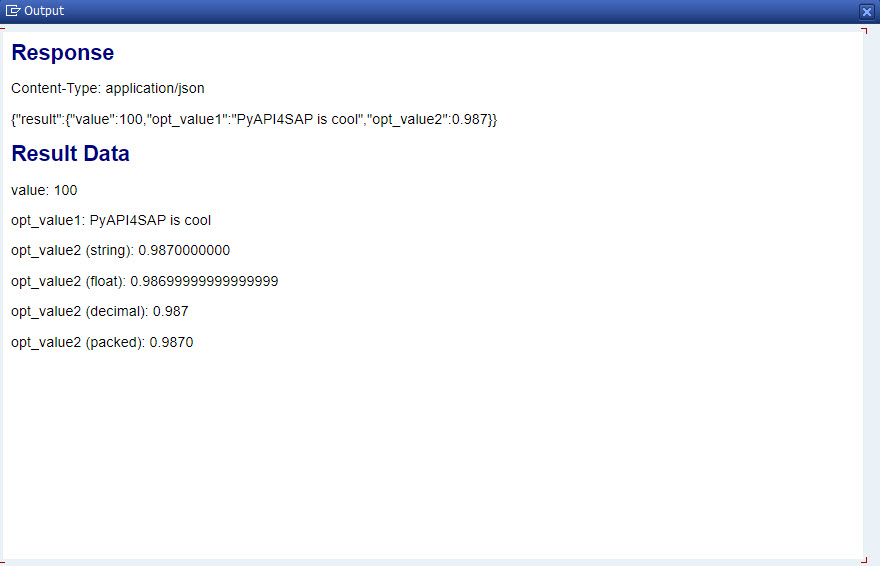 Output
Response
Content-Type: application/json
{"result":{"value":100,"opt_value1":"PyAPI4SAP is cool","opt_value2":0.987}}
Result Data
value: 100
opt_value1: PyAPI4SAP is cool
opt_value2 (string): 0.9870000000
opt_value2 (float): 0.98699999999999999
opt_value2 (decimal): 0.987
opt_value2 (packed): 0.9870